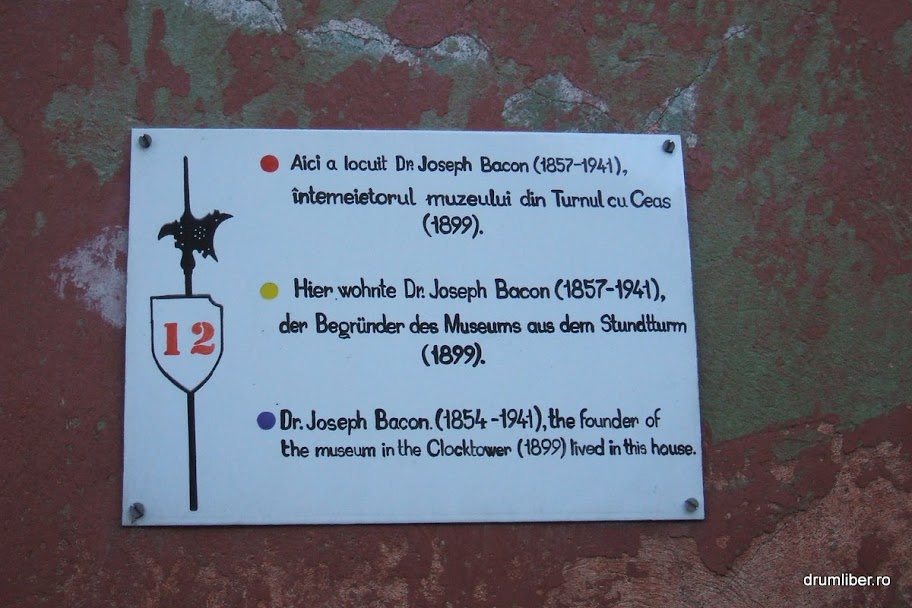 Aici a locuit Dr. Joseph Bacon (1857-1941),
întemeietorul muzeului din Turnul cu Ceas
(1899).
12
Hier wohnte Dr. Joseph Bacon (1857-1941),
der Begründer des Museums aus dem Stundtturm
(1899).
Dr. Joseph Bacon. (1854-1941), the founder of
the museum in the Clocktower (1899) lived in this house.
drumliber.ro